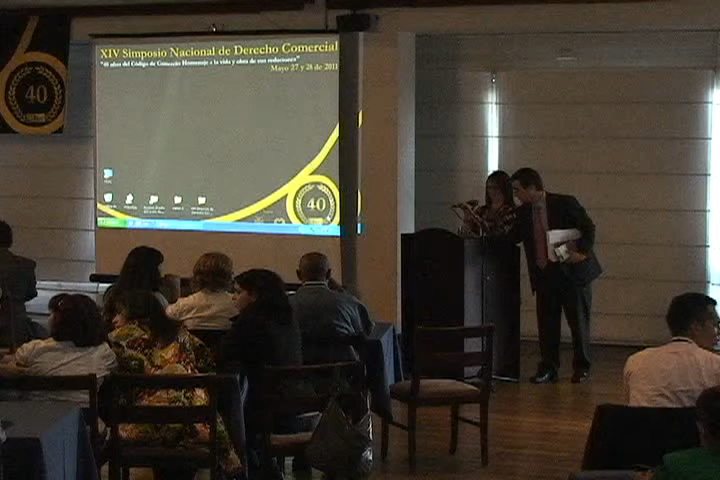 XIV Simposio Nacional de Derecho Comercial
"40 años del Código de Comercio Homenaje a la vida y obra de sus redactores"
Mayo 27 y 28 de 2011
40
40